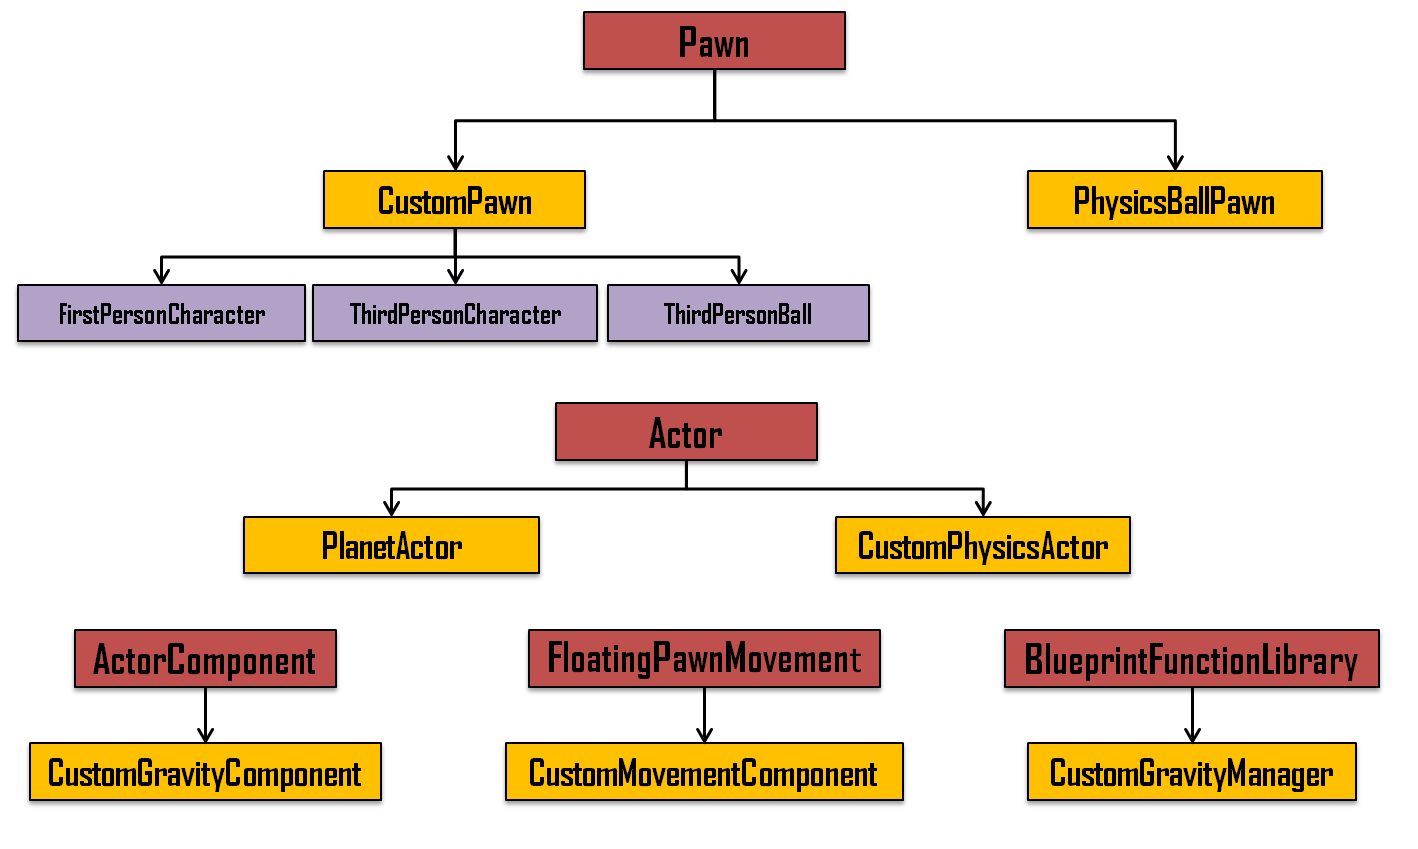 Pawn
CustomPawn
PhysicsBallPawn
FirstPersonCharacter
ThirdPersonCharacter
ThirdPersonBall
Actor
PlanetActor
CustomPhysicsActor
ActorComponent
FloatingPawnMovement
BlueprintFunctionLibrary
CustomGravityComponent
CustomMovementComponent
CustomGravityManager